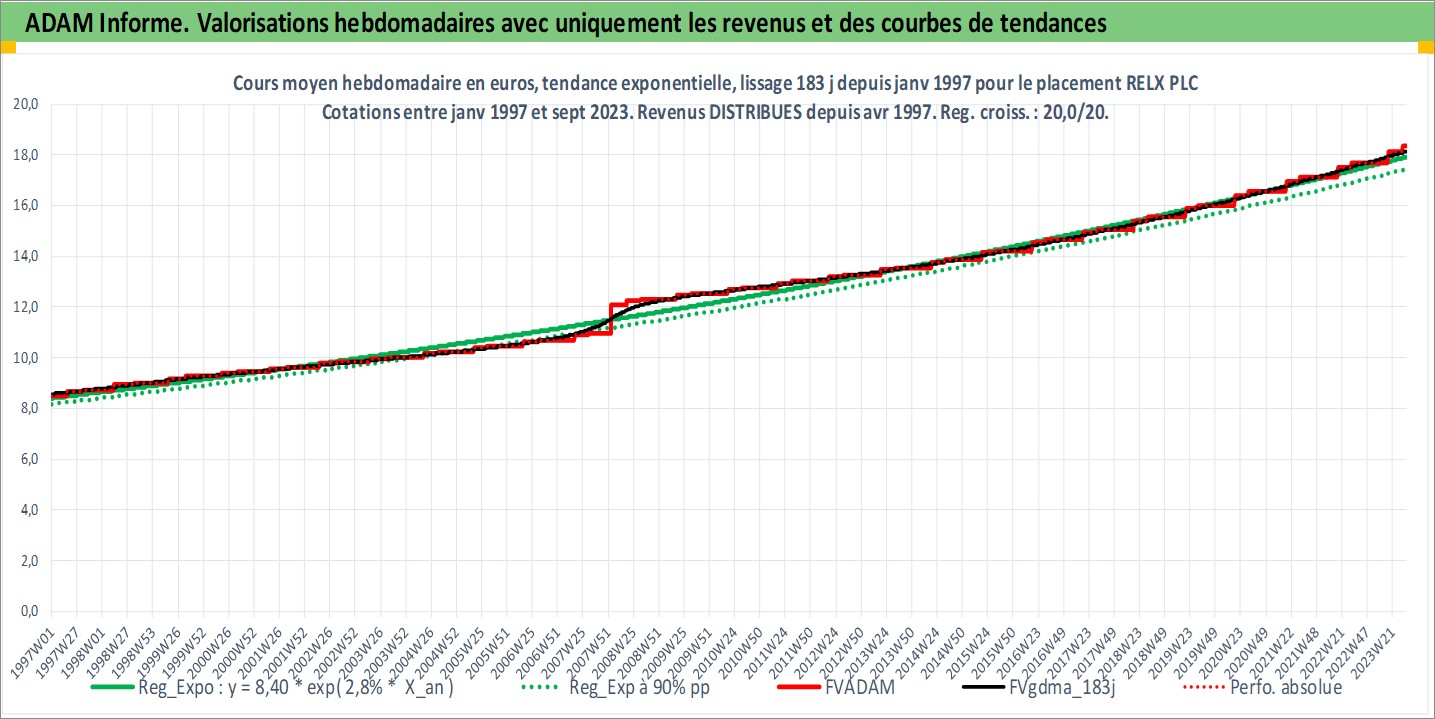 ADAM Informe. Valorisations hebdomadaires avec uniquement les revenus et des courbes de tendances
Cours moyen hebdomadaire en euros, tendance exponentielle, lissage 183 j depuis janv 1997 pour le placement RELX PLC
Cotations entre janv 1997 et sept 2023. Revenus DISTRIBUES depuis avr 1997. Reg. croiss. : 20,0/20.
20,0
18,0
16,0
14,0
12,0
10,0
8,0
6,0
4,0
2,0
0,0
1997W01
1997W27
1998W01
1998W27
1998W53
1999W26
1999W52
2000W26
2000W52
2001W26
2001W52
2002W26
2002W52
2003W26
2003W52
2004W26
2004W52
2005W25
2005W51
2006W25
2006W51
2007W25
2007W51
2008W25
2008W51
2009W25
2009W51
2010W24
2010W50
2011W24
2011W50
2012W24
2012W50
2013W24
2013W50
2014W24
2014W50
2015W24
2015W50
2016W23
2016W49
2017W23
2017W49
2018W23
2018W49
2019W23
2019W49
2020W23
2020W49
2021W22
2021W48
2022W21
2022W47
2023W21
Reg_Expo : y = 8,40 * exp( 2,8% * X_an )
Reg_Exp à 90% pp
FVADAM
FVgdma_183j
Perfo. absolue